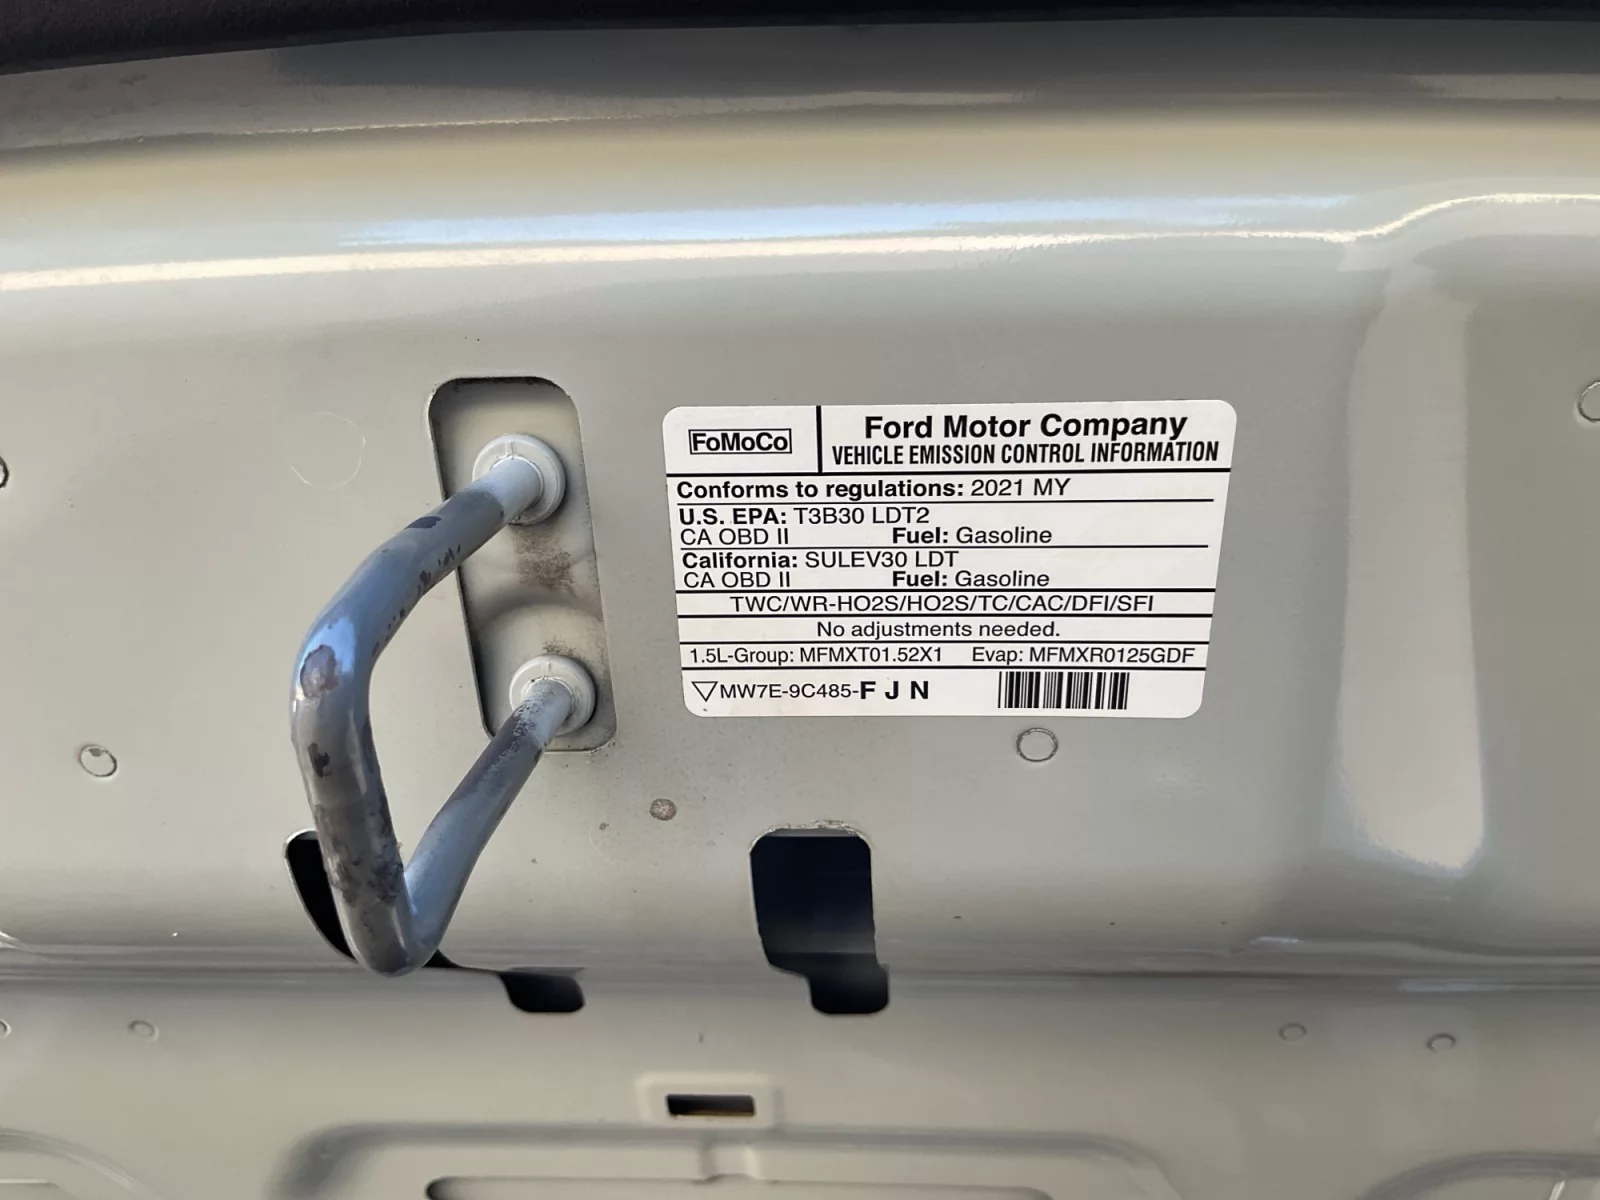 FoMoCo
Ford Motor Company
VEHICLE EMISSION CONTROL INFORMATION
Conforms to regulations: 2021 MY
U.S. EPA: T3B30 LDT2
CA OBD II Fuel: Gasoline
California: SULEV30 LDT
CA OBD II Fuel: Gasoline
TWC/WR-HO2S/HO2S/TC/CAC/DFI/SFI
No adjustments needed.
1.5L-Group: MFMXT01.52X1 Evap: MFMXR0125GDF
MW7E-9C485-F J N